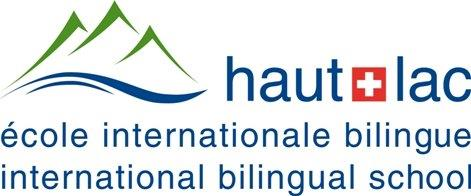 haut lac
école internationale bilingue
international bilingual school